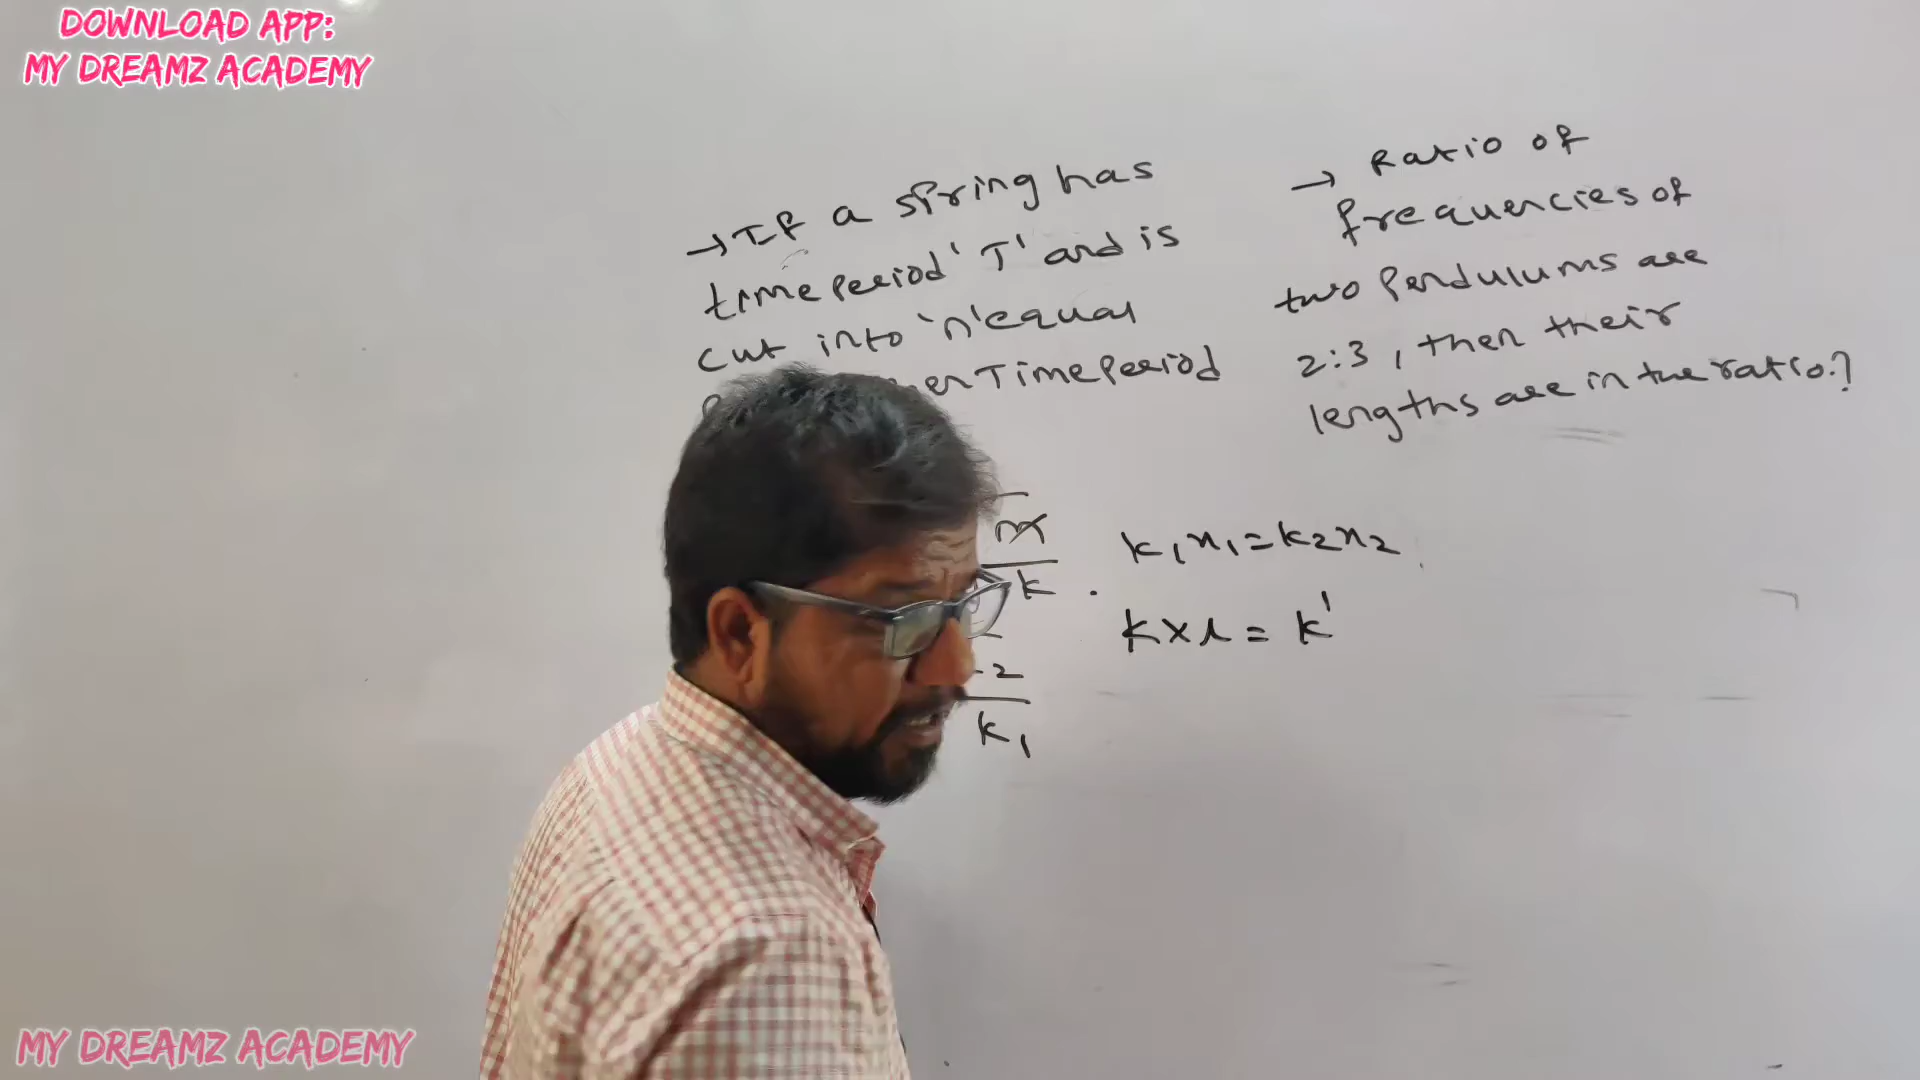 DOWNLOAD APP:
MY DREAMZ ACADEMY
→ If a spring has
time period 'T' and is
cut into 'n' equal
Time period
→ Ratio of
frequencies of
two Pendulums are
2:3, then their
lengths are in the ratio?
m
k
2
k₁
k₁x₁=k₂x₂
k×l = k'
MY DREAMZ ACADEMY